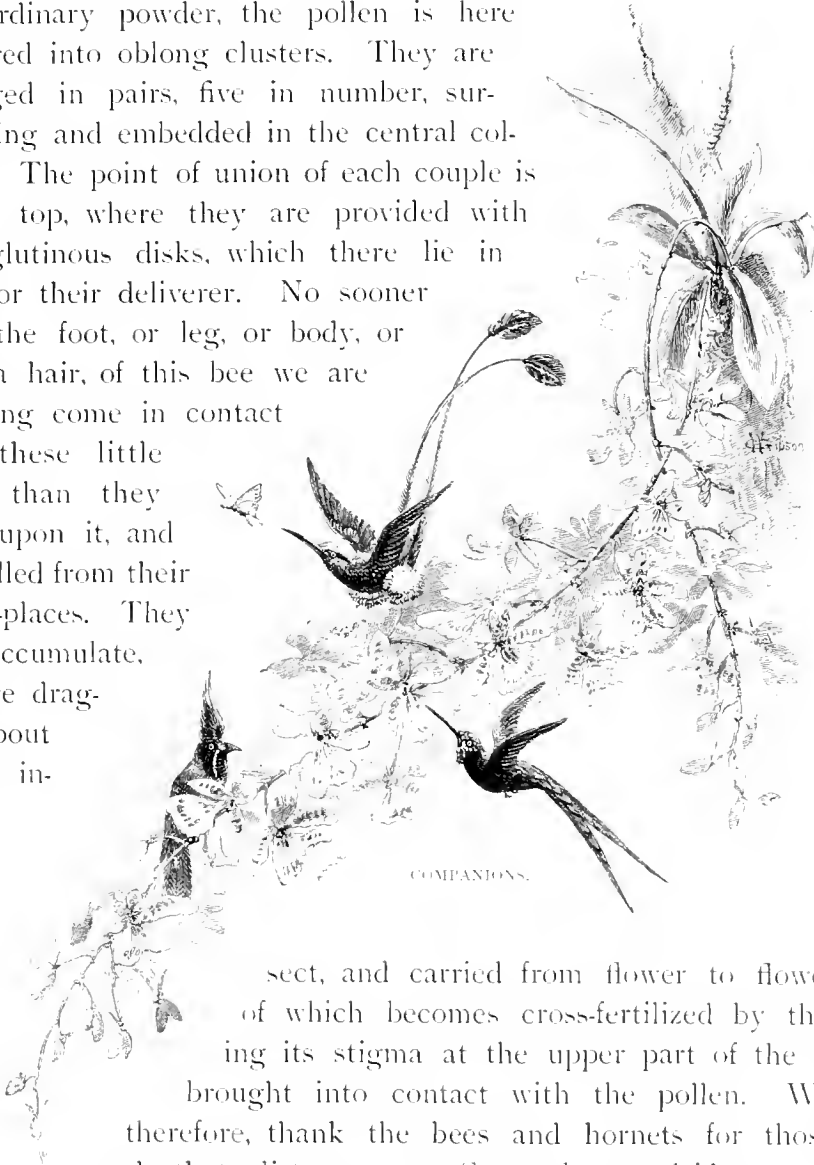 rdinary powder, the pollen is here
red into oblong clusters. They are
ged in pairs, five in number, sur-
ing and embedded in the central col-
The point of union of each couple is
top, where they are provided with
glutinous disks, which there lie in
or their deliverer. No sooner
the foot, or leg, or body, or
a hair, of this bee we are
ng come in contact
these little
than they
upon it, and
lled from their
-places. They
ccumulate,
e drag-
bout
in-
Gibson
COMPANIONS.
sect, and carried from flower to flow
of which becomes cross-fertilized by th
ing its stigma at the upper part of the
brought into contact with the pollen. W
therefore, thank the bees and hornets for thos